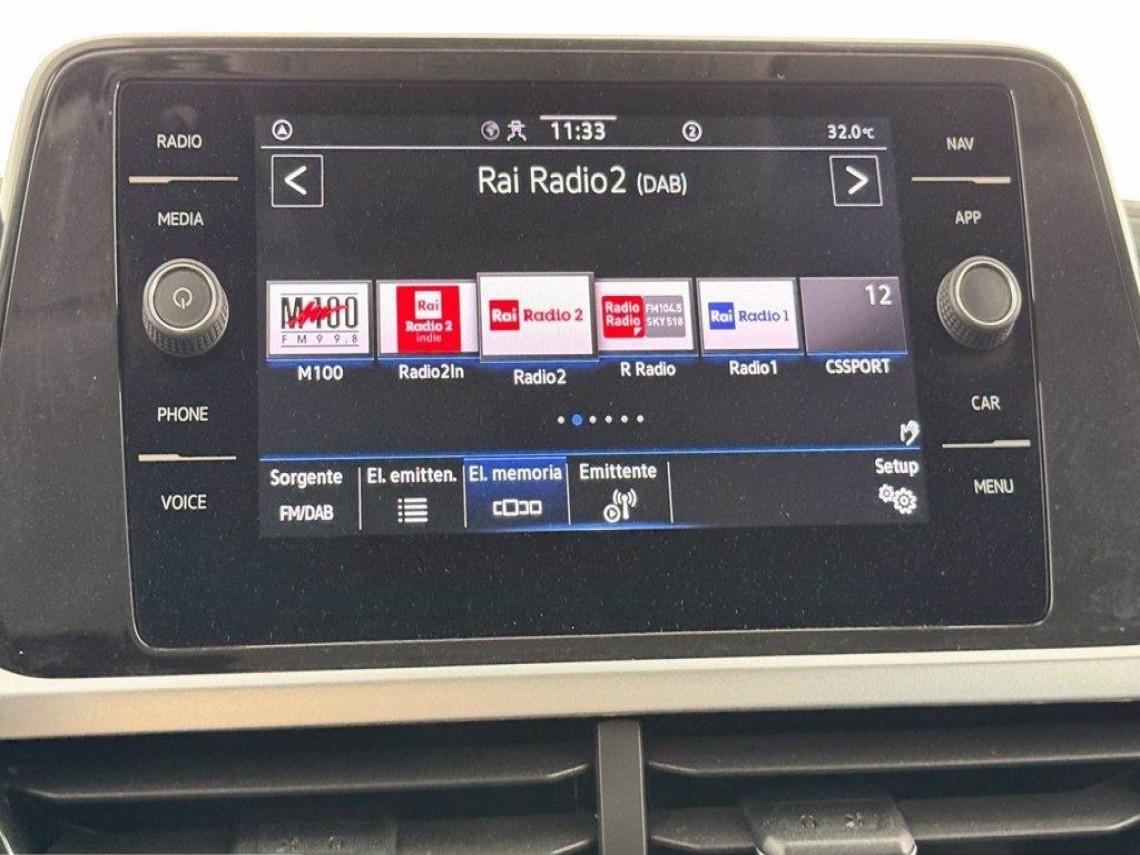 RADIO
MEDIA
PHONE
VOICE
NAV
APP
CAR
MENU
11:33
2
32.0°C
<
Rai Radio2 (DAB)
>
M100
FM 99.8
Rai
Radio 2
indie
Rai Radio 2
Radio
Radio
FM104.5
SKY518
Rai Radio 1
12
M100
Radio2In
Radio2
R Radio
Radio1
CSSPORT
Sorgente
FM/DAB
El. emitten.
El. memoria
Emittente
Setup